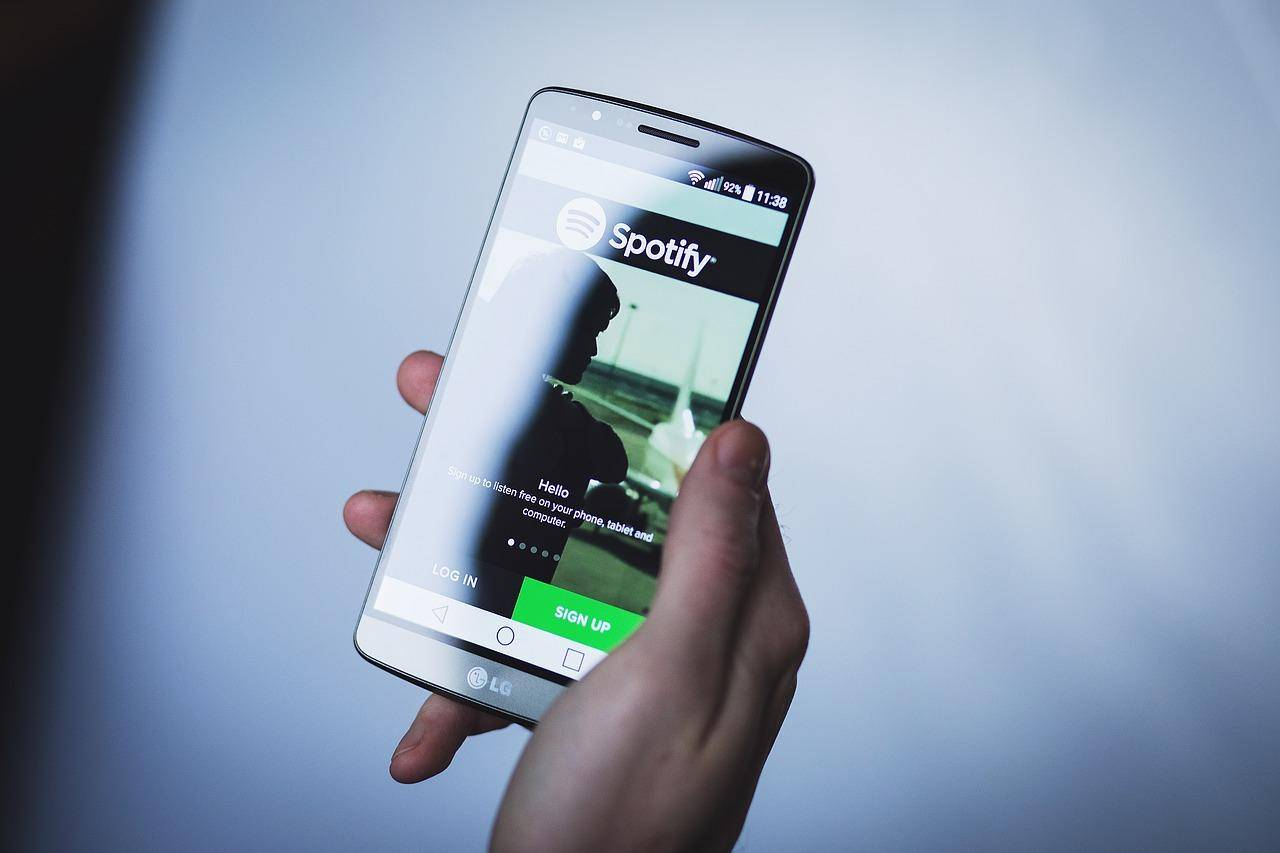 92% 11:38
Spotify
Hello
Sign up to listen free on your phone, tablet and
computer.
LOG IN
SIGN UP
LG